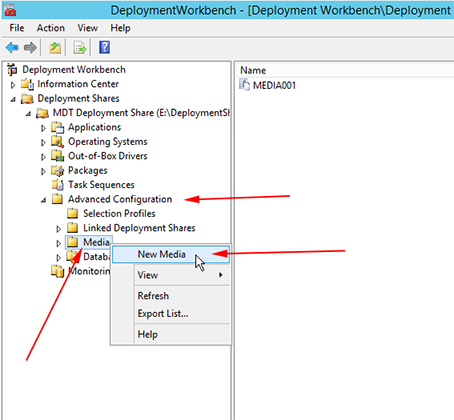 DeploymentWorkbench - [Deployment Workbench\Deployment
File Action View Help
Deployment Workbench
Information Center
Deployment Shares
MDT Deployment Share (E:\DeploymentSh
Applications
Operating Systems
Out-of-Box Drivers
Packages
Task Sequences
Advanced Configuration
Selection Profiles
Linked Deployment Shares
Media
Databa
Monitorin
New Media
View
Refresh
Export List...
Help
Name
MEDIA001